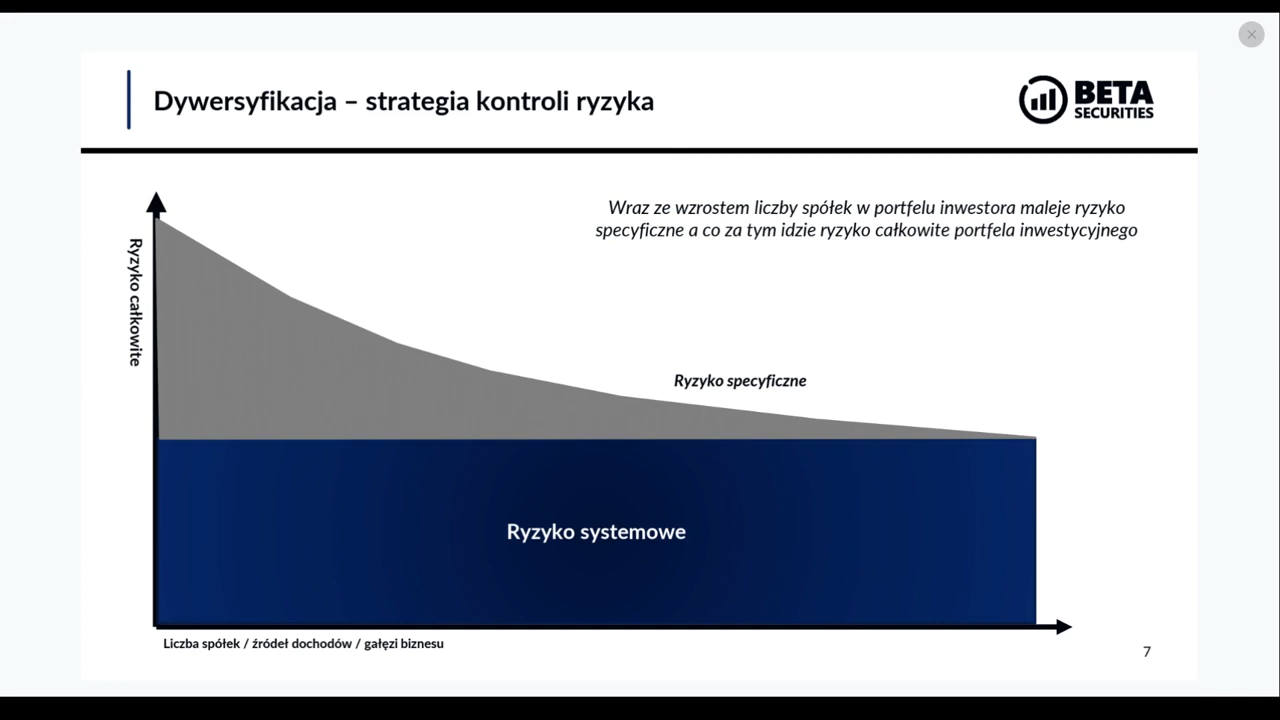 Dywersyfikacja – strategia kontroli ryzyka
BETA
SECURITIES
Wraz ze wzrostem liczby spółek w portfelu inwestora maleje ryzyko
specyficzne a co za tym idzie ryzyko całkowite portfela inwestycyjnego
Ryzyko całkowite
Ryzyko specyficzne
Ryzyko systemowe
Liczba spółek / źródeł dochodów / gałęzi biznesu
7